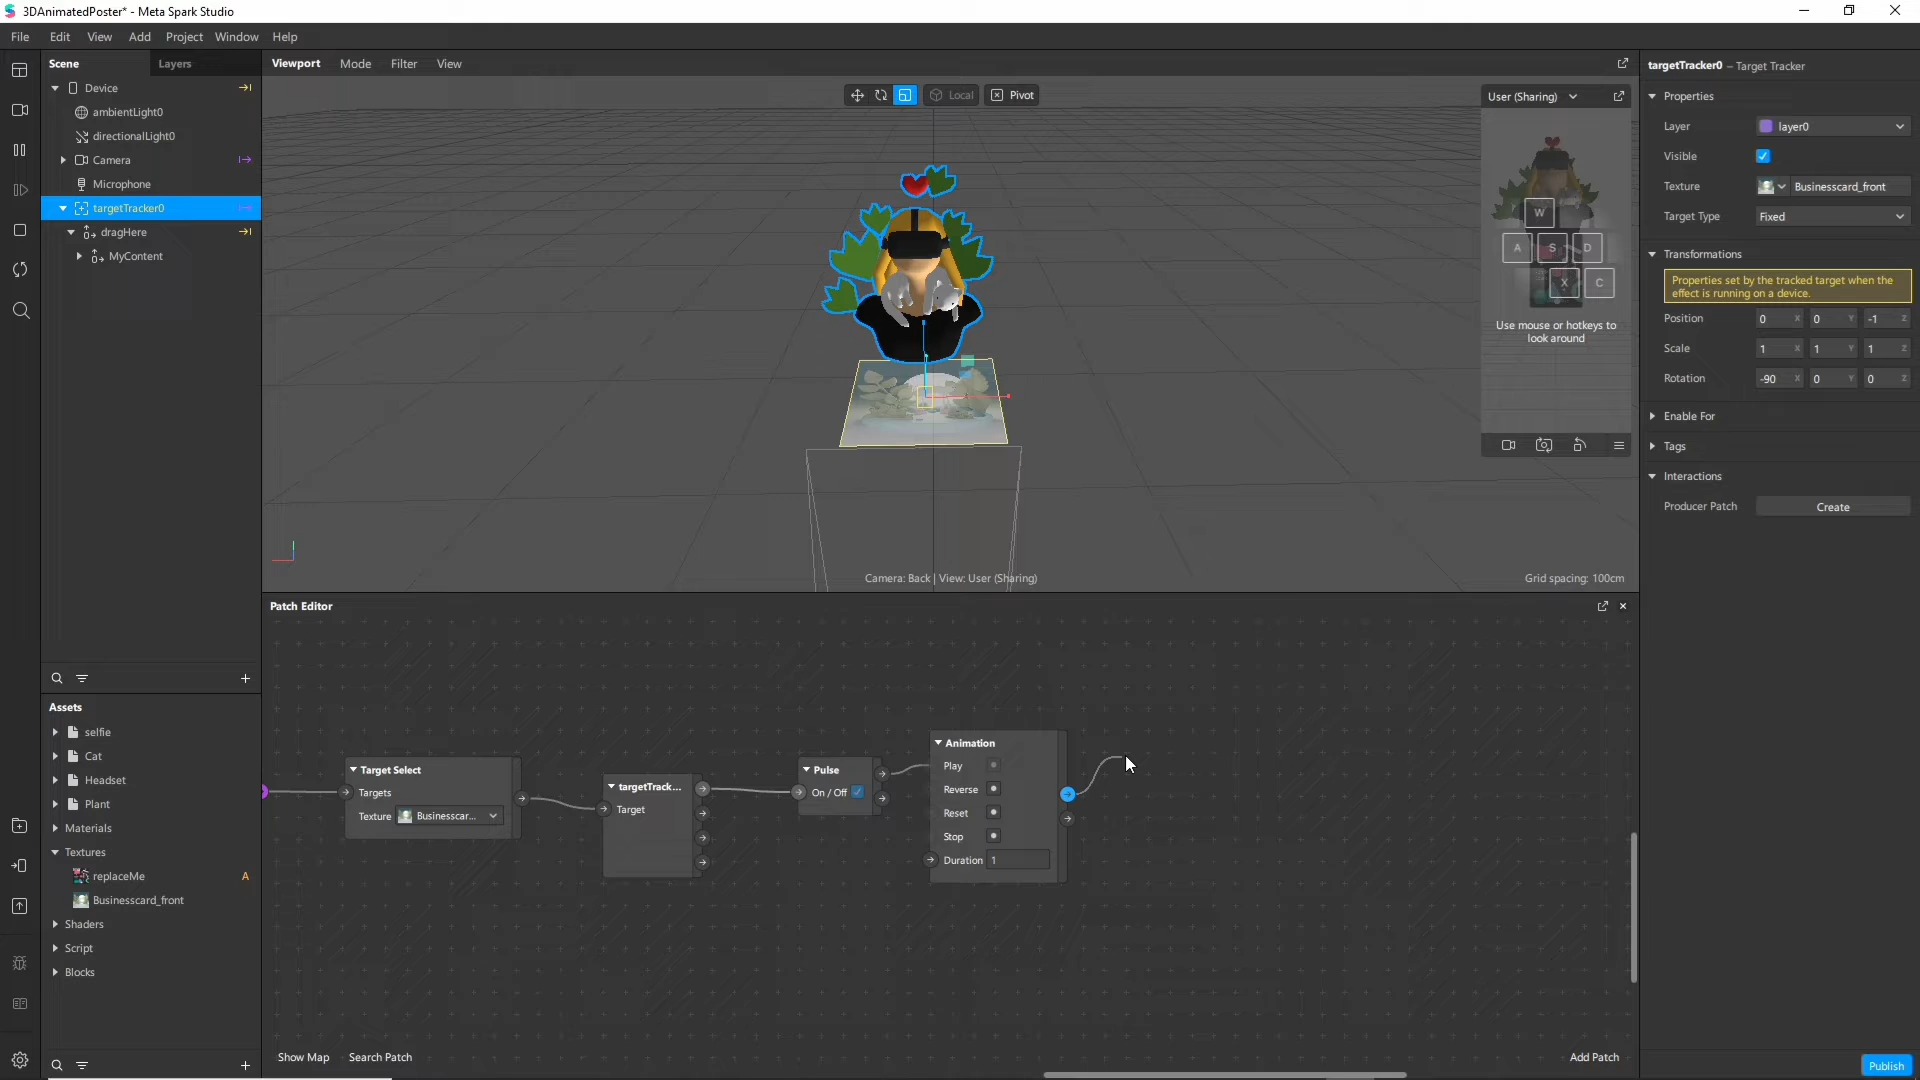 3DAnimatedPoster* - Meta Spark Studio
File Edit View Add Project Window Help
Scene
Layers
Device
ambientLight0
directionalLight0
Camera
Microphone
targetTracker0
dragHere
MyContent
Assets
selfie
Cat
Headset
Plant
Materials
Textures
replaceMe A
Businesscard_front
Shaders
Script
Blocks
Viewport Mode Filter View
Local
Pivot
User (Sharing)
W
A S D
X C
Use mouse or hotkeys to
look around
Camera: Back | View: User (Sharing)
Grid spacing: 100cm
Patch Editor
Target Select
Targets
Texture Businesscar...
targetTrack...
Target
Pulse
On / Off
Animation
Play
Reverse
Reset
Stop
Duration 1
Show Map Search Patch
Add Patch
targetTracker0 – Target Tracker
Properties
Layer layer0
Visible
Texture Businesscard_front
Target Type Fixed
Transformations
Properties set by the tracked target when the
effect is running on a device.
Position 0 X 0 Y -1 Z
Scale 1 X 1 Y 1 Z
Rotation -90 X 0 Y 0 Z
Enable For
Tags
Interactions
Producer Patch Create
Publish